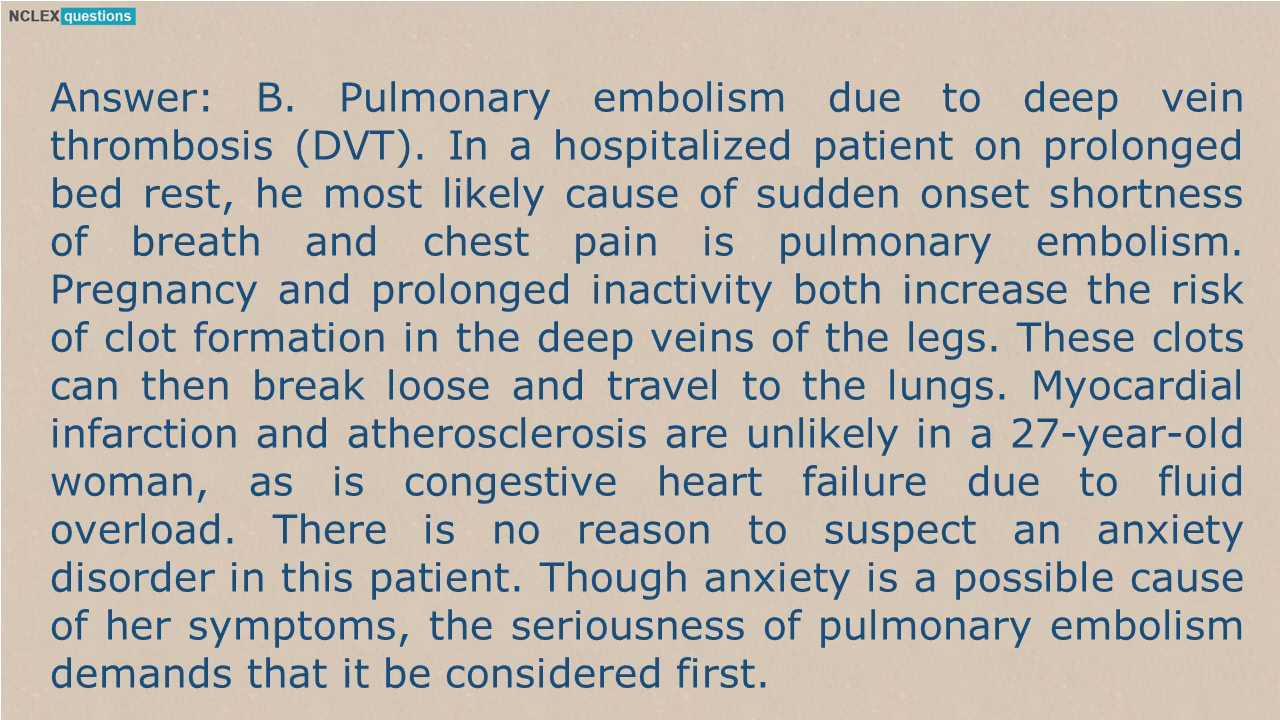 NCLEX questions
Answer: B. Pulmonary embolism due to deep vein
thrombosis (DVT). In a hospitalized patient on prolonged
bed rest, he most likely cause of sudden onset shortness
of breath and chest pain is pulmonary embolism.
Pregnancy and prolonged inactivity both increase the risk
of clot formation in the deep veins of the legs. These clots
can then break loose and travel to the lungs. Myocardial
infarction and atherosclerosis are unlikely in a 27-year-old
woman, as is congestive heart failure due to fluid
overload. There is no reason to suspect an anxiety
disorder in this patient. Though anxiety is a possible cause
of her symptoms, the seriousness of pulmonary embolism
demands that it be considered first.